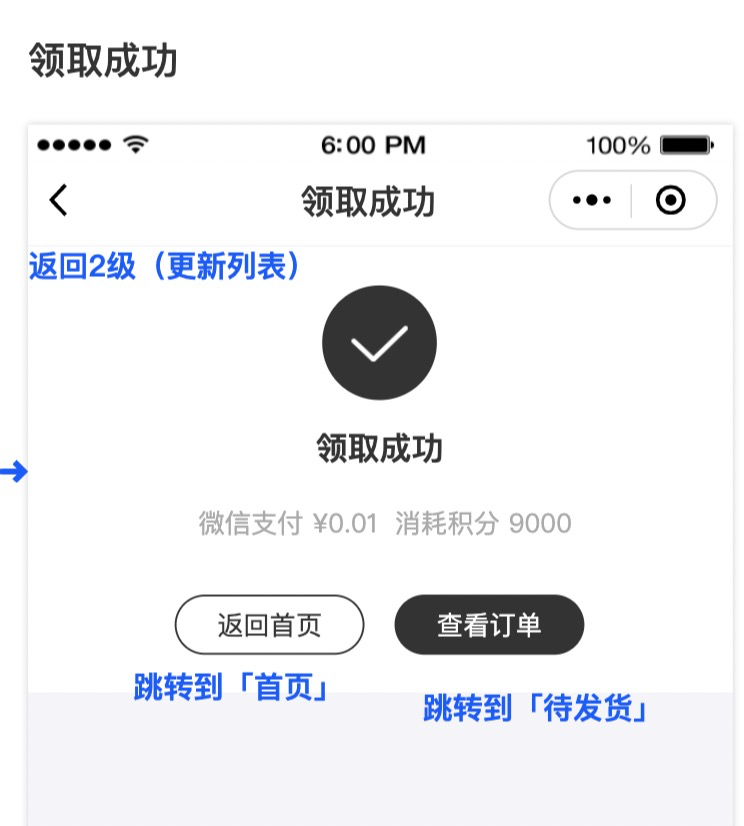 领取成功
6:00 PM 100%
领取成功
返回2级（更新列表）
领取成功
微信支付 ¥0.01 消耗积分 9000
返回首页 查看订单
跳转到「首页」
跳转到「待发货」